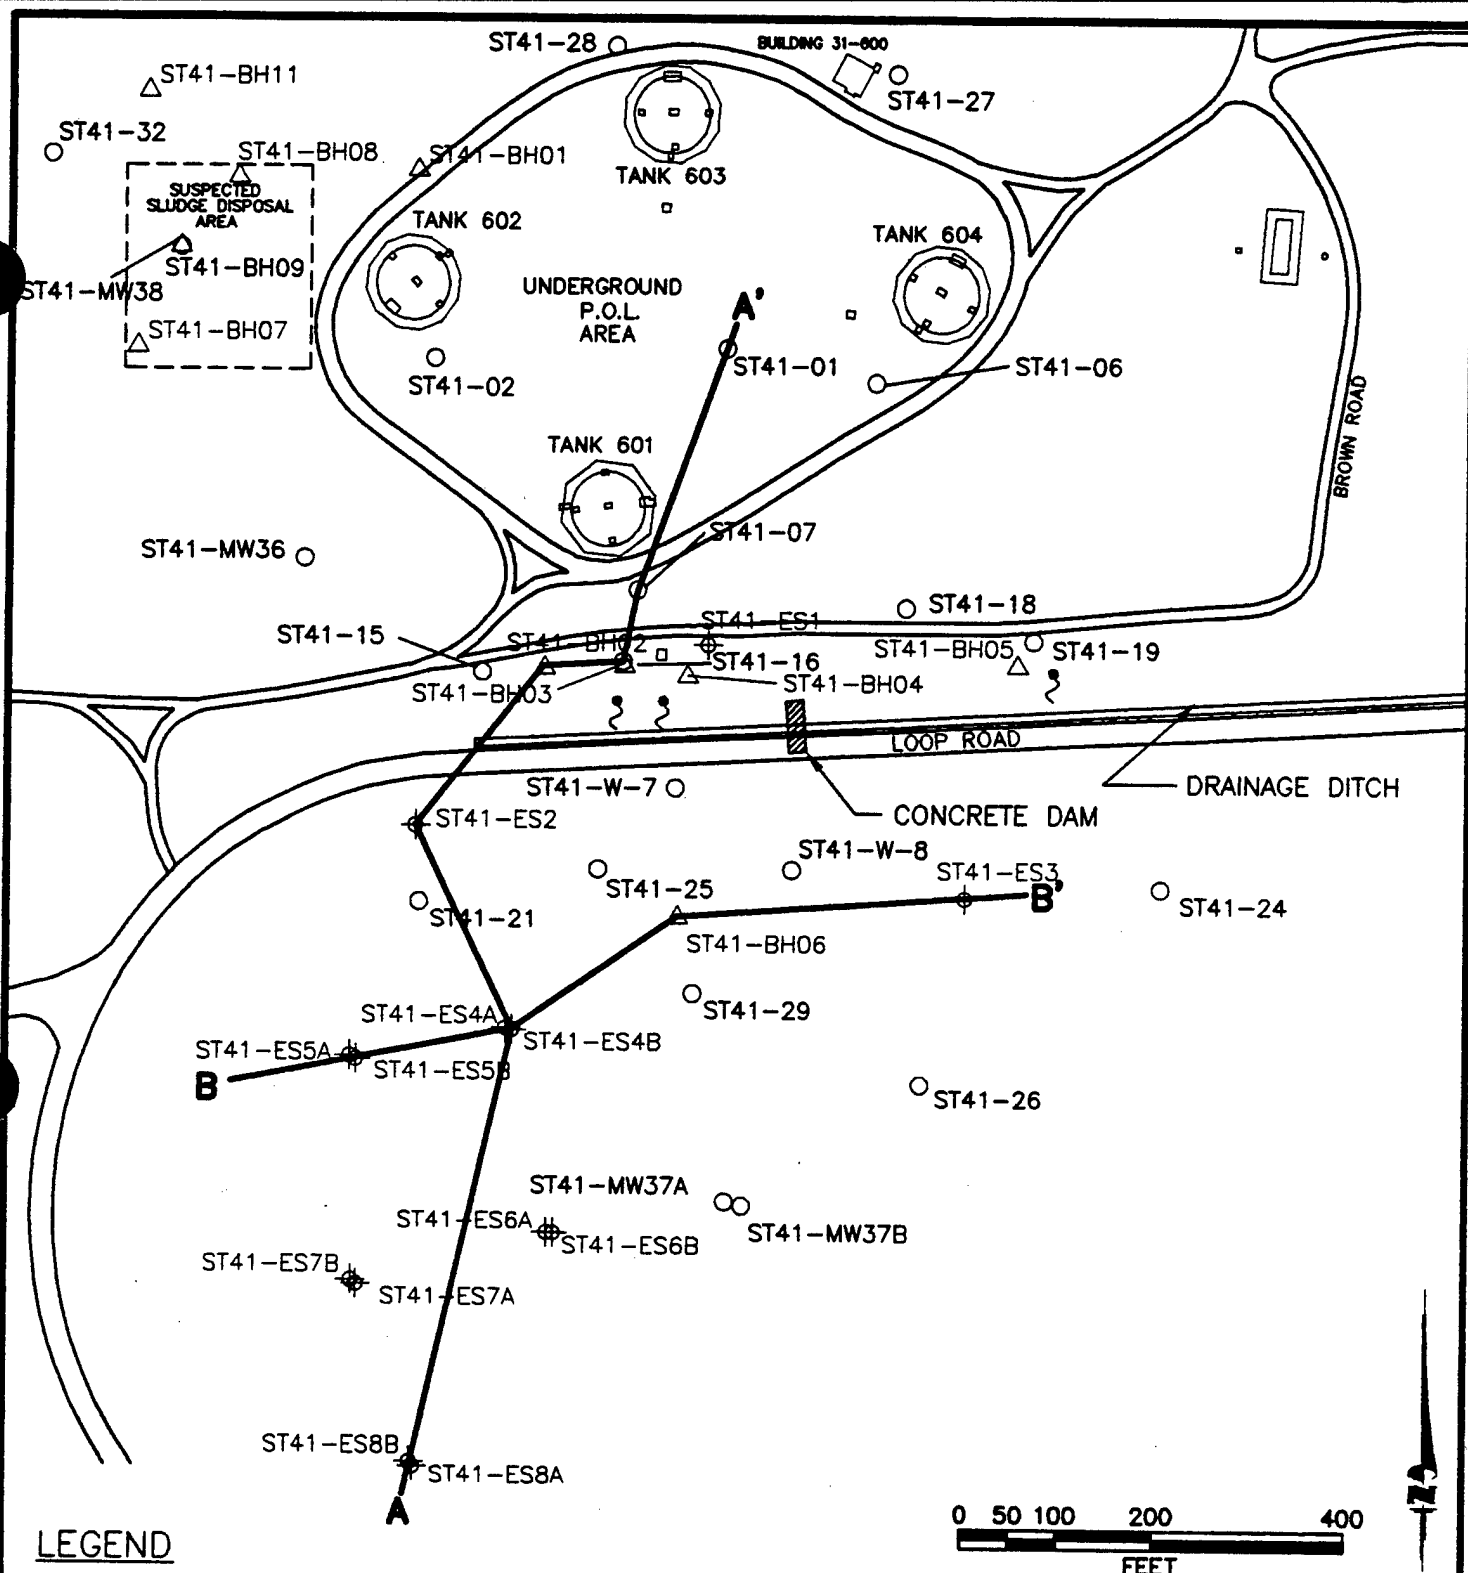 ST41-28
BUILDING 31-600
ST41-BH11
ST41-27
ST41-32
ST41-BH08
ST41-BH01
TANK 603
SUSPECTED
SLUDGE DISPOSAL
AREA
TANK 602
TANK 604
ST41-BH09
ST41-MW38
UNDERGROUND
P.O.L.
AREA
A'
ST41-BH07
ST41-01
ST41-06
ST41-02
BROWN ROAD
TANK 601
ST41-07
ST41-MW36
ST41-18
ST41-ES1
ST41-15
ST41-BH02
ST41-16
ST41-BH05
ST41-19
ST41-BH03
ST41-BH04
LOOP ROAD
ST41-W-7
DRAINAGE DITCH
CONCRETE DAM
ST41-ES2
ST41-W-8
ST41-25
ST41-ES3
B'
ST41-24
ST41-21
ST41-BH06
ST41-29
ST41-ES4A
ST41-ES4B
ST41-ES5A
ST41-ES5B
B
ST41-26
ST41-MW37A
ST41-ES6A
ST41-MW37B
ST41-ES6B
ST41-ES7B
ST41-ES7A
ST41-ES8B
ST41-ES8A
A
N
0 50 100 200 400
FEET
LEGEND